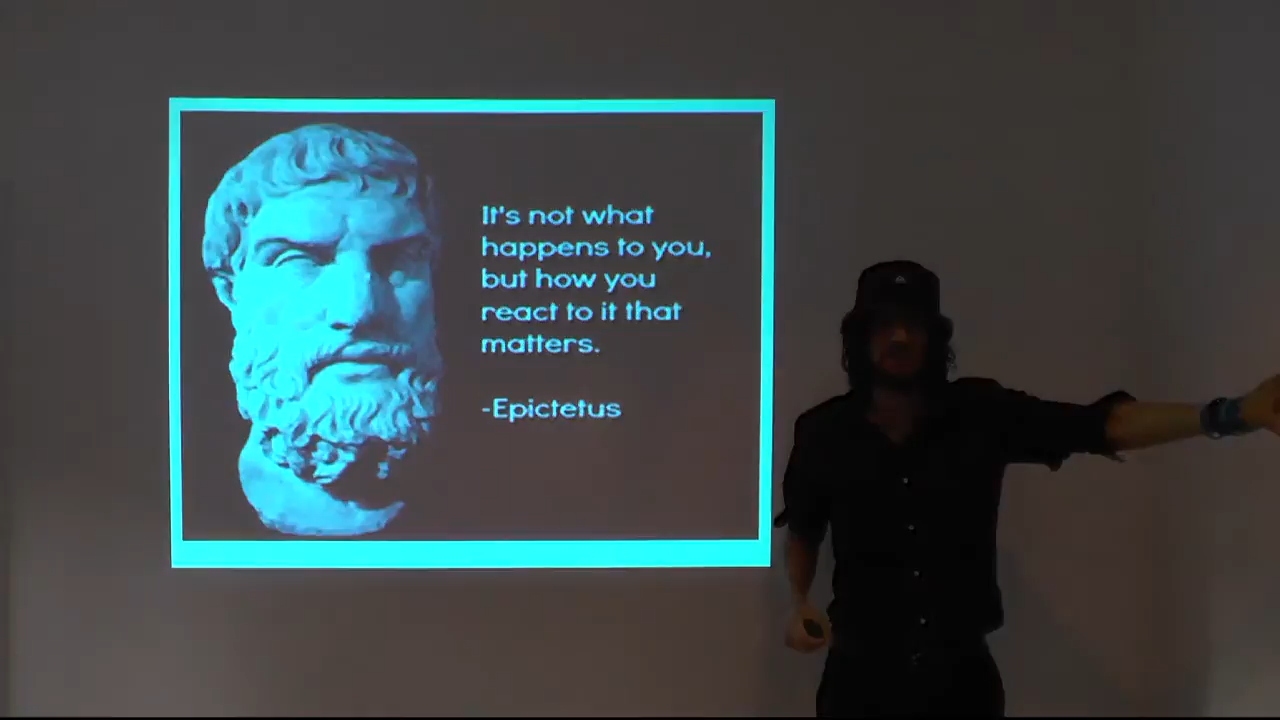 It's not what
happens to you,
but how you
react to it that
matters.
-Epictetus